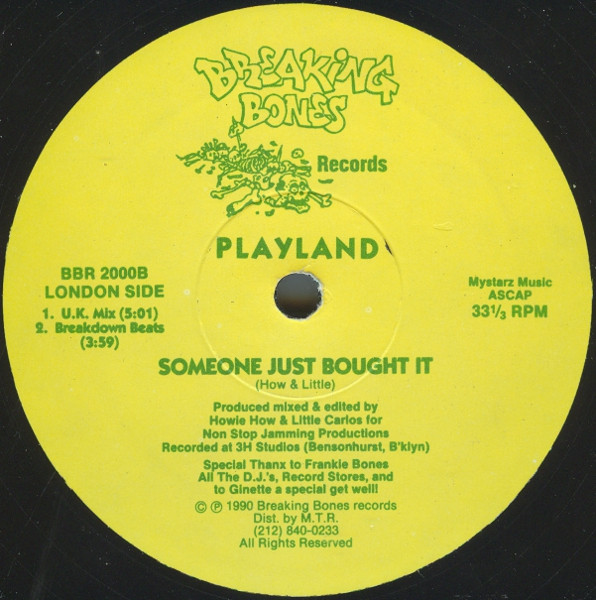 BREAKING
BONES
Records
PLAYLAND
BBR 2000B
LONDON SIDE
1. U.K. Mix (5:01)
2. Breakdown Beats
(3:59)
Mystarz Music
ASCAP
33 1/3 RPM
SOMEONE JUST BOUGHT IT
(How & Little)
Produced mixed & edited by
Howie How & Little Carlos for
Non Stop Jamming Productions
Recorded at 3H Studios (Bensonhurst, B'klyn)
Special Thanx to Frankie Bones
All The D.J.'s, Record Stores, and
to Ginette a special get well!
© ℗ 1990 Breaking Bones records
Dist. by M.T.R.
(212) 840-0233
All Rights Reserved